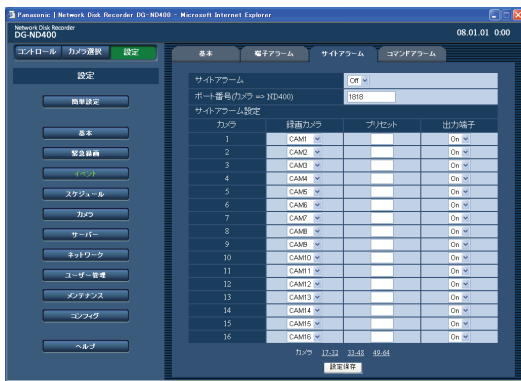 Panasonic | Network Disk Recorder DG-ND400 - Microsoft Internet Explorer
Network Disk Recorder
DG-ND400
08.01.01 0:00
コントロール カメラ選択 設定
基本 端子アラーム サイトアラーム コマンドアラーム
設定
簡単設定
基本
緊急録画
イベント
スケジュール
カメラ
サーバー
ネットワーク
ユーザー管理
メンテナンス
コンフィグ
ヘルプ
サイトアラーム Off
ポート番号(カメラ => ND400) 1818
サイトアラーム設定
カメラ 録画カメラ プリセット 出力端子
1 CAM1 On
2 CAM2 On
3 CAM3 On
4 CAM4 On
5 CAM5 On
6 CAM6 On
7 CAM7 On
8 CAM8 On
9 CAM9 On
10 CAM10 On
11 CAM11 On
12 CAM12 On
13 CAM13 On
14 CAM14 On
15 CAM15 On
16 CAM16 On
カメラ 17-32 33-48 49-64
設定保存